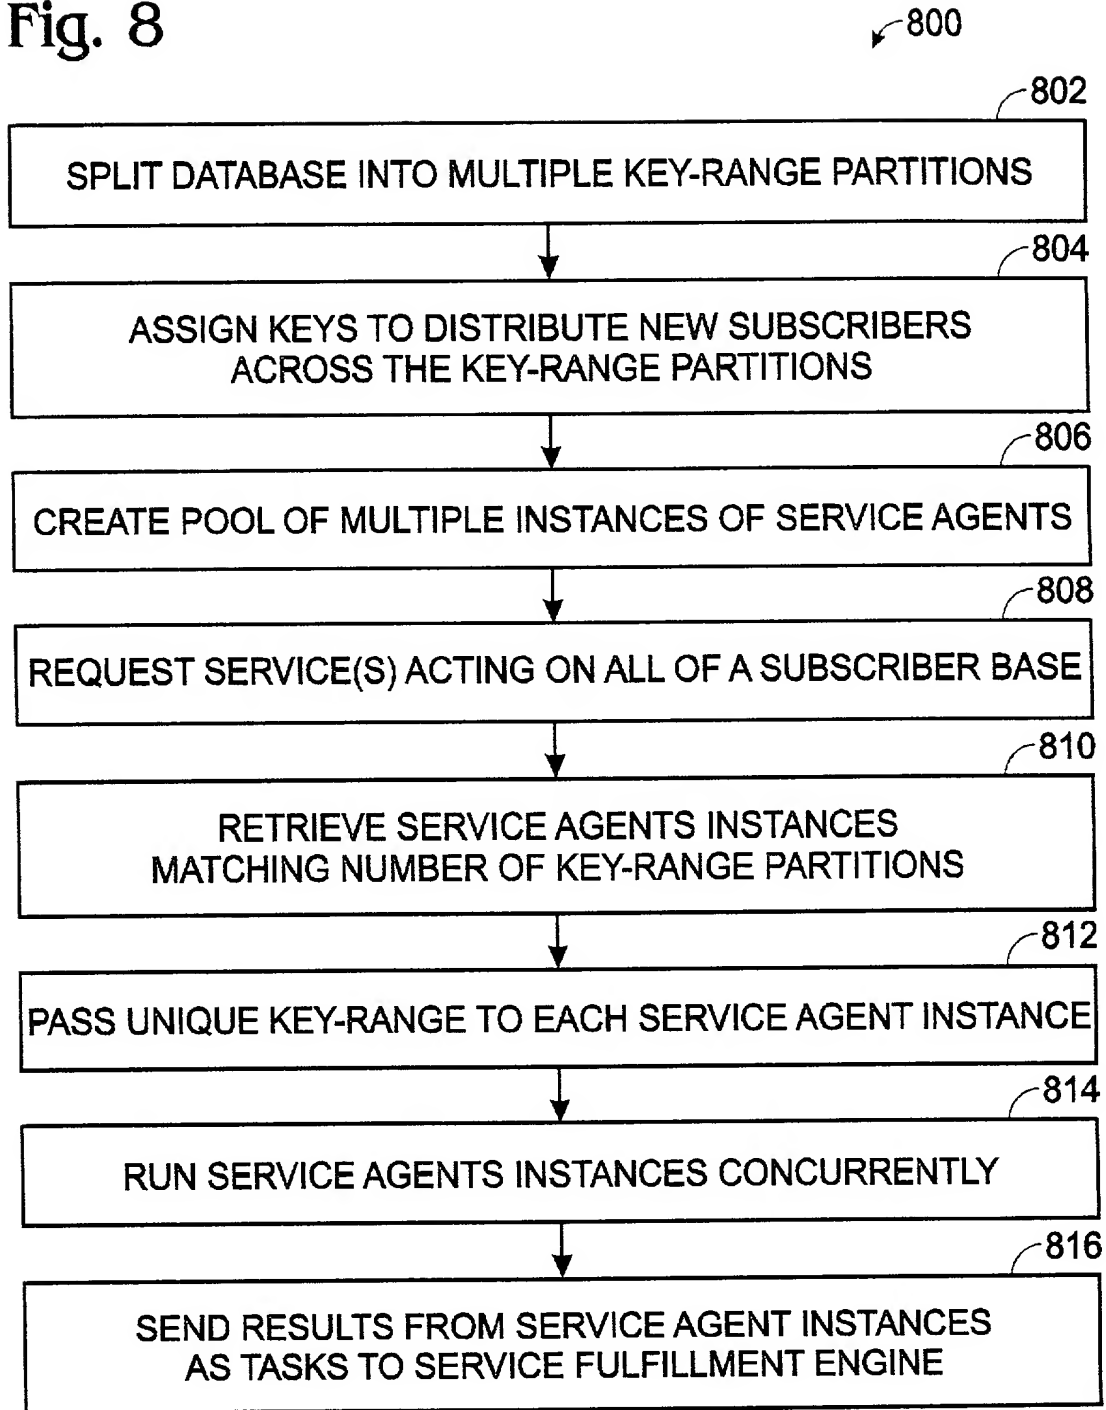 Fig. 8
800
802
SPLIT DATABASE INTO MULTIPLE KEY-RANGE PARTITIONS
804
ASSIGN KEYS TO DISTRIBUTE NEW SUBSCRIBERS
ACROSS THE KEY-RANGE PARTITIONS
806
CREATE POOL OF MULTIPLE INSTANCES OF SERVICE AGENTS
808
REQUEST SERVICE(S) ACTING ON ALL OF A SUBSCRIBER BASE
810
RETRIEVE SERVICE AGENTS INSTANCES
MATCHING NUMBER OF KEY-RANGE PARTITIONS
812
PASS UNIQUE KEY-RANGE TO EACH SERVICE AGENT INSTANCE
814
RUN SERVICE AGENTS INSTANCES CONCURRENTLY
816
SEND RESULTS FROM SERVICE AGENT INSTANCES
AS TASKS TO SERVICE FULFILLMENT ENGINE